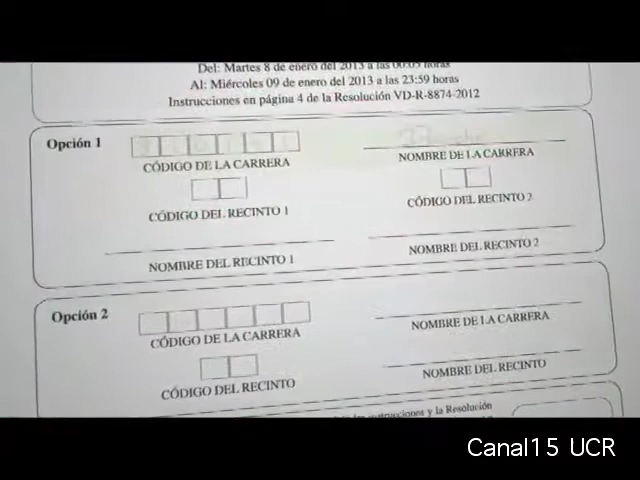 Del: Martes 8 de enero del 2013 a las 00:05 horas
Al: Miércoles 09 de enero del 2013 a las 23:59 horas
Instrucciones en página 4 de la Resolución VD-R-8874-2012
Opción 1
CÓDIGO DE LA CARRERA
NOMBRE DE LA CARRERA
CÓDIGO DEL RECINTO 1
CÓDIGO DEL RECINTO 2
NOMBRE DEL RECINTO 1
NOMBRE DEL RECINTO 2
Opción 2
CÓDIGO DE LA CARRERA
NOMBRE DE LA CARRERA
CÓDIGO DEL RECINTO
NOMBRE DEL RECINTO
instrucciones y la Resolución
Canal15 UCR